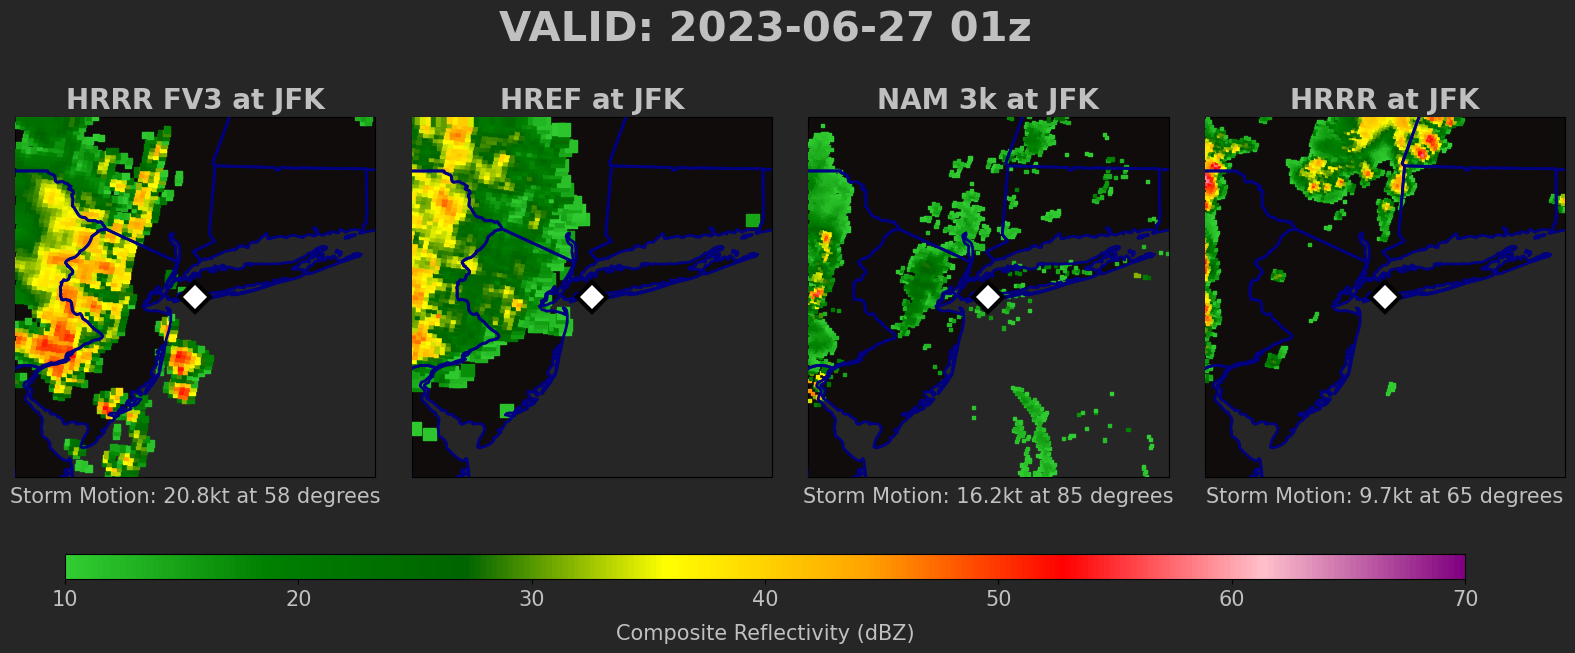 VALID: 2023-06-27 01z
HRRR FV3 at JFK
HREF at JFK
NAM 3k at JFK
HRRR at JFK
Storm Motion: 20.8kt at 58 degrees
Storm Motion: 16.2kt at 85 degrees
Storm Motion: 9.7kt at 65 degrees
10 20 30 40 50 60 70
Composite Reflectivity (dBZ)